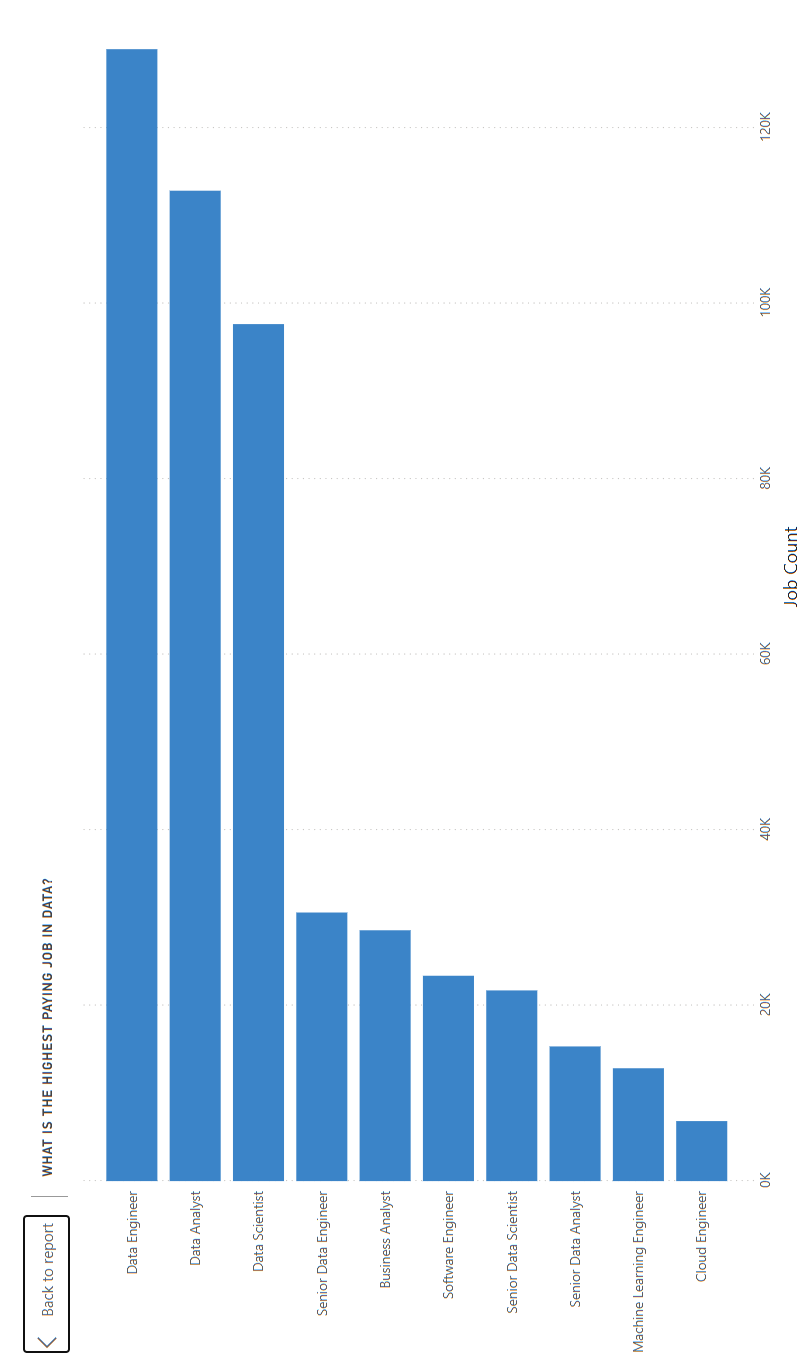 Back to report
WHAT IS THE HIGHEST PAYING JOB IN DATA?
Data Engineer
Data Analyst
Data Scientist
Senior Data Engineer
Business Analyst
Software Engineer
Senior Data Scientist
Senior Data Analyst
Machine Learning Engineer
Cloud Engineer
0K
20K
40K
60K
80K
100K
120K
Job Count